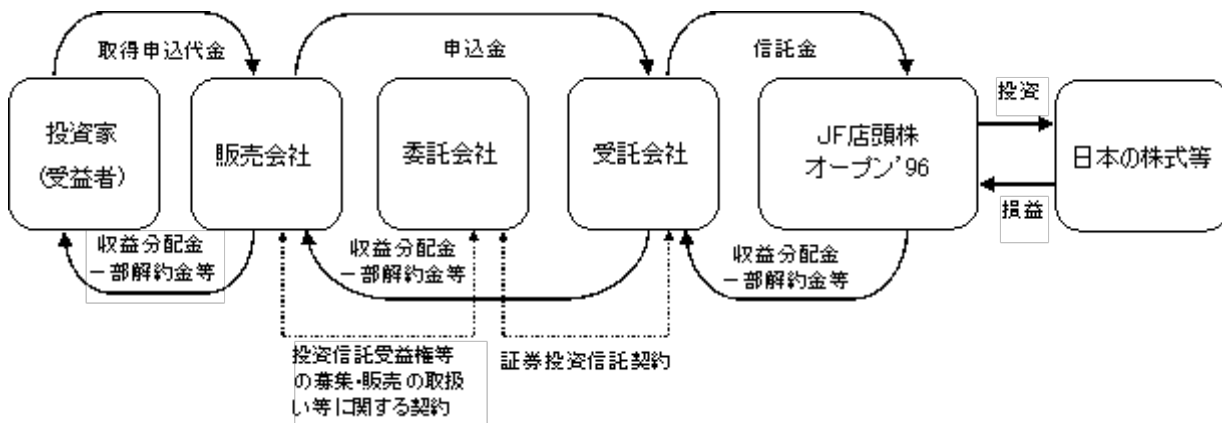 取得申込代金
申込金
信託金
投資家
(受益者)
販売会社
委託会社
受託会社
JF店頭株
オープン'96
投資
損益
日本の株式等
収益分配金
一部解約金等
収益分配金
一部解約金等
収益分配金
一部解約金等
投資信託受益権等
の募集・販売の取扱
い等に関する契約
証券投資信託契約